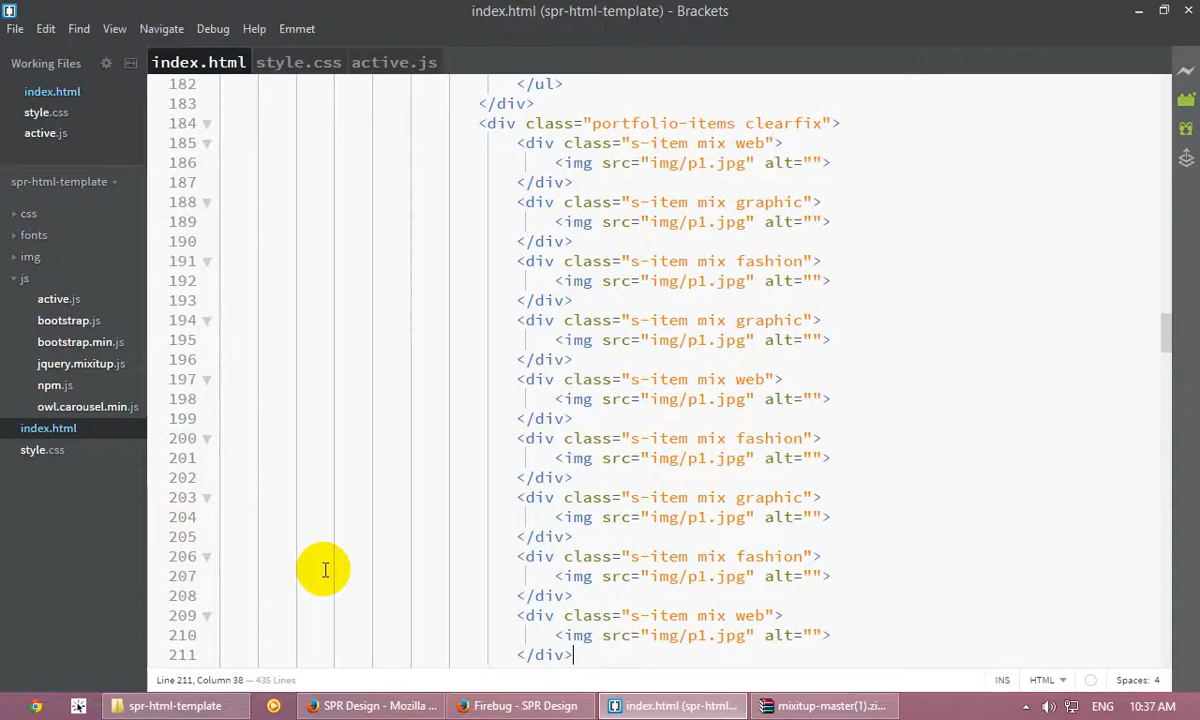 index.html (spr-html-template) - Brackets
File Edit Find View Navigate Debug Help Emmet
Working Files
index.html
style.css
active.js
spr-html-template
css
fonts
img
js
active.js
bootstrap.js
bootstrap.min.js
jquery.mixitup.js
npm.js
owl.carousel.min.js
index.html
style.css
index.html style.css active.js
182 </ul>
183 </div>
184 <div class="portfolio-items clearfix">
185 <div class="s-item mix web">
186 <img src="img/p1.jpg" alt="">
187 </div>
188 <div class="s-item mix graphic">
189 <img src="img/p1.jpg" alt="">
190 </div>
191 <div class="s-item mix fashion">
192 <img src="img/p1.jpg" alt="">
193 </div>
194 <div class="s-item mix graphic">
195 <img src="img/p1.jpg" alt="">
196 </div>
197 <div class="s-item mix web">
198 <img src="img/p1.jpg" alt="">
199 </div>
200 <div class="s-item mix fashion">
201 <img src="img/p1.jpg" alt="">
202 </div>
203 <div class="s-item mix graphic">
204 <img src="img/p1.jpg" alt="">
205 </div>
206 <div class="s-item mix fashion">
207 <img src="img/p1.jpg" alt="">
208 </div>
209 <div class="s-item mix web">
210 <img src="img/p1.jpg" alt="">
211 </div>
Line 211, Column 38 — 435 Lines INS HTML Spaces: 4
spr-html-template SPR Design - Mozilla ... Firebug - SPR Design index.html (spr-html... mixitup-master(1).zi... ENG 10:37 AM